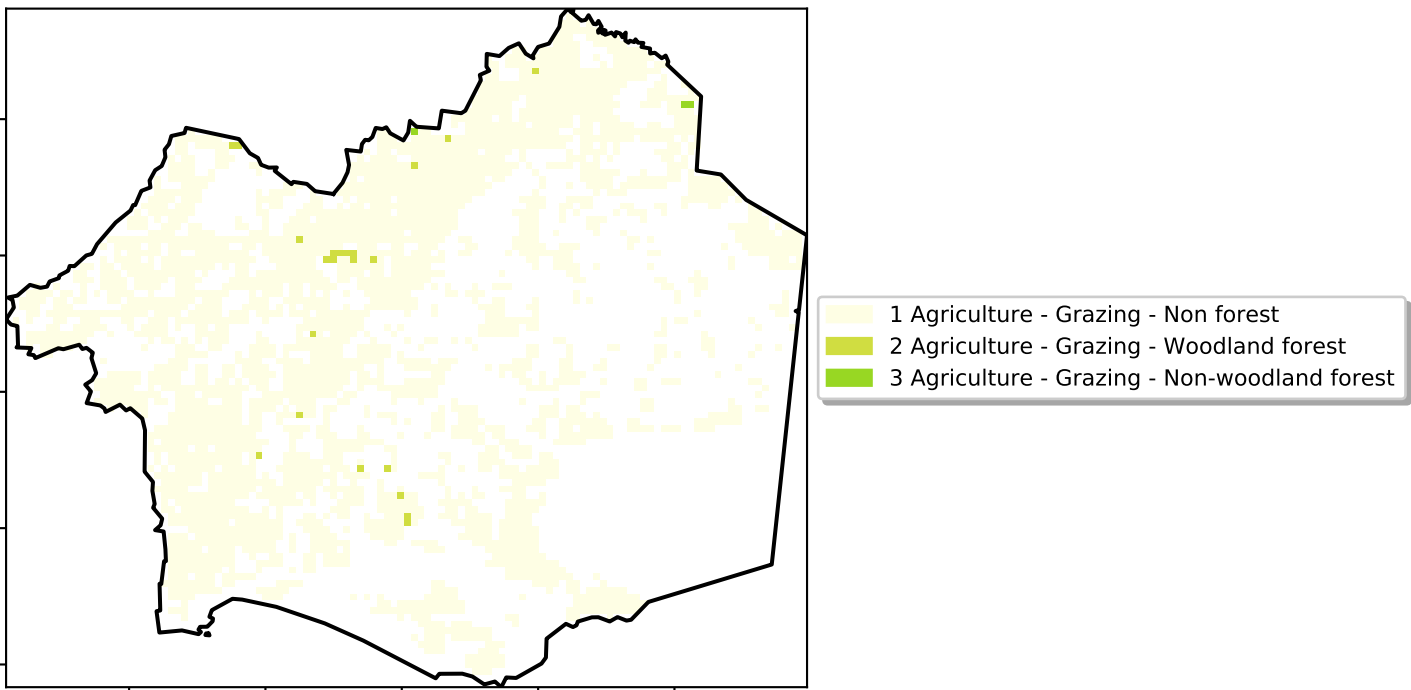 1 Agriculture - Grazing - Non forest
2 Agriculture - Grazing - Woodland forest
3 Agriculture - Grazing - Non-woodland forest